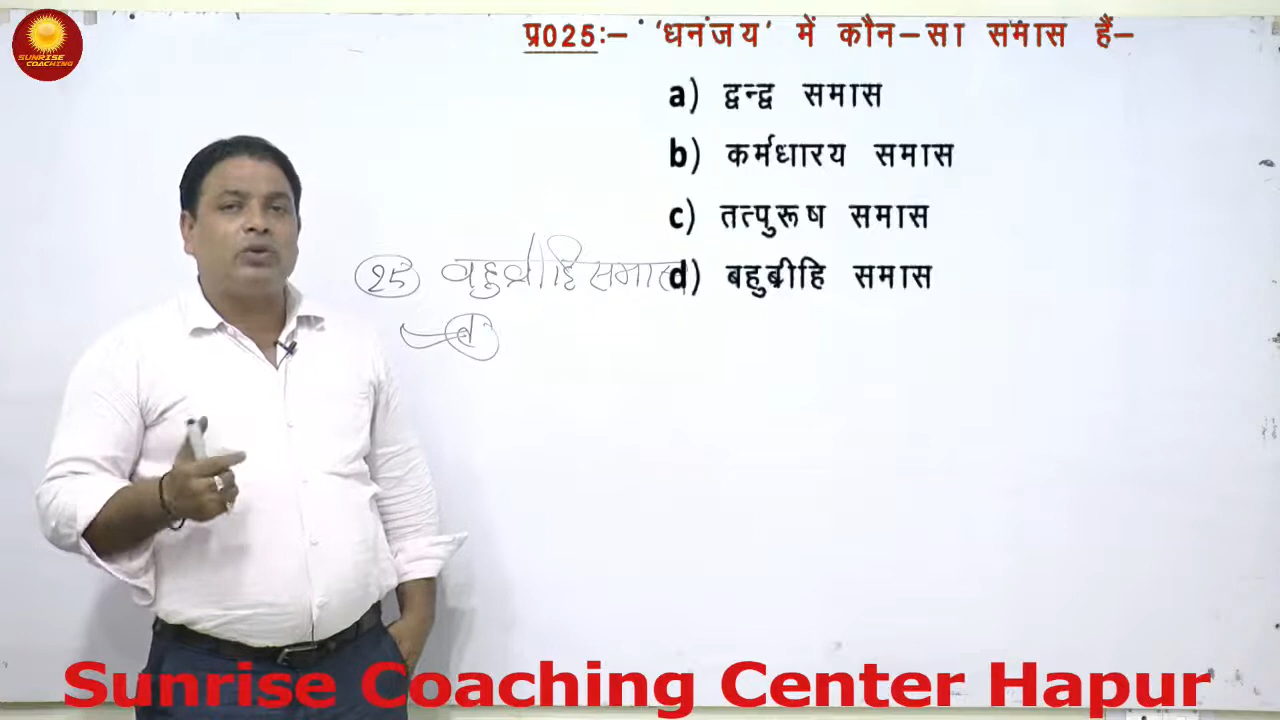 SUNRISE
COACHING
प्र025:- 'धनंजय' में कौन-सा समास हैं-
a) द्वन्द्व समास
b) कर्मधारय समास
c) तत्पुरूष समास
d) बहुब्रीहि समास
25 बहुब्रीहि समास
d
Sunrise Coaching Center Hapur